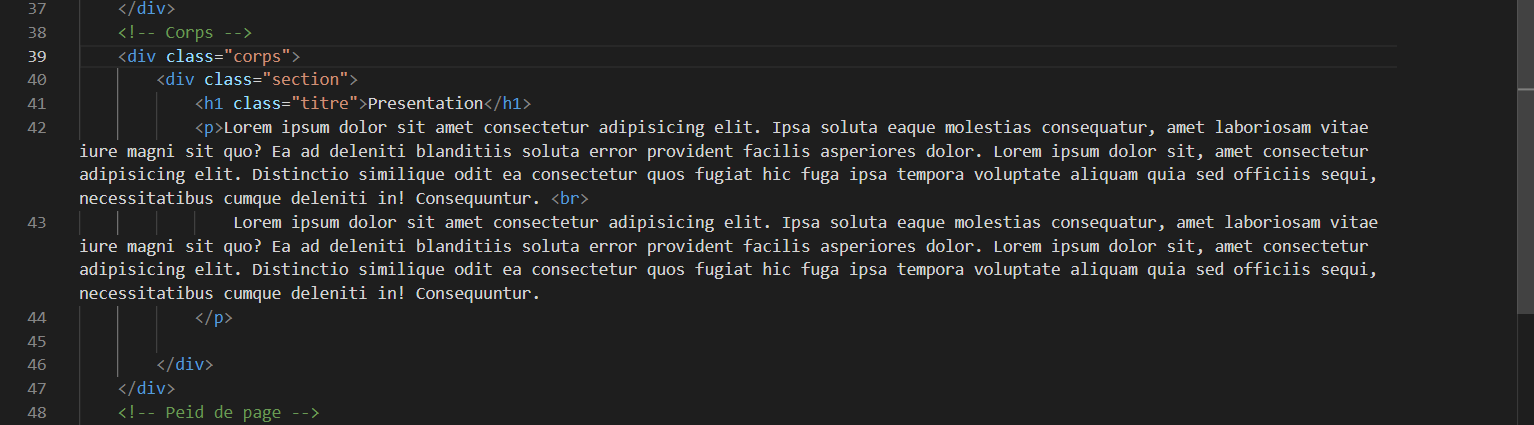 37 </div>
38 <!-- Corps -->
39 <div class="corps">
40 <div class="section">
41 <h1 class="titre">Presentation</h1>
42 <p>Lorem ipsum dolor sit amet consectetur adipisicing elit. Ipsa soluta eaque molestias consequatur, amet laboriosam vitae
iure magni sit quo? Ea ad deleniti blanditiis soluta error provident facilis asperiores dolor. Lorem ipsum dolor sit, amet consectetur
adipisicing elit. Distinctio similique odit ea consectetur quos fugiat hic fuga ipsa tempora voluptate aliquam quia sed officiis sequi,
necessitatibus cumque deleniti in! Consequuntur. <br>
43 Lorem ipsum dolor sit amet consectetur adipisicing elit. Ipsa soluta eaque molestias consequatur, amet laboriosam vitae
iure magni sit quo? Ea ad deleniti blanditiis soluta error provident facilis asperiores dolor. Lorem ipsum dolor sit, amet consectetur
adipisicing elit. Distinctio similique odit ea consectetur quos fugiat hic fuga ipsa tempora voluptate aliquam quia sed officiis sequi,
necessitatibus cumque deleniti in! Consequuntur.
44 </p>
45
46 </div>
47 </div>
48 <!-- Peid de page -->